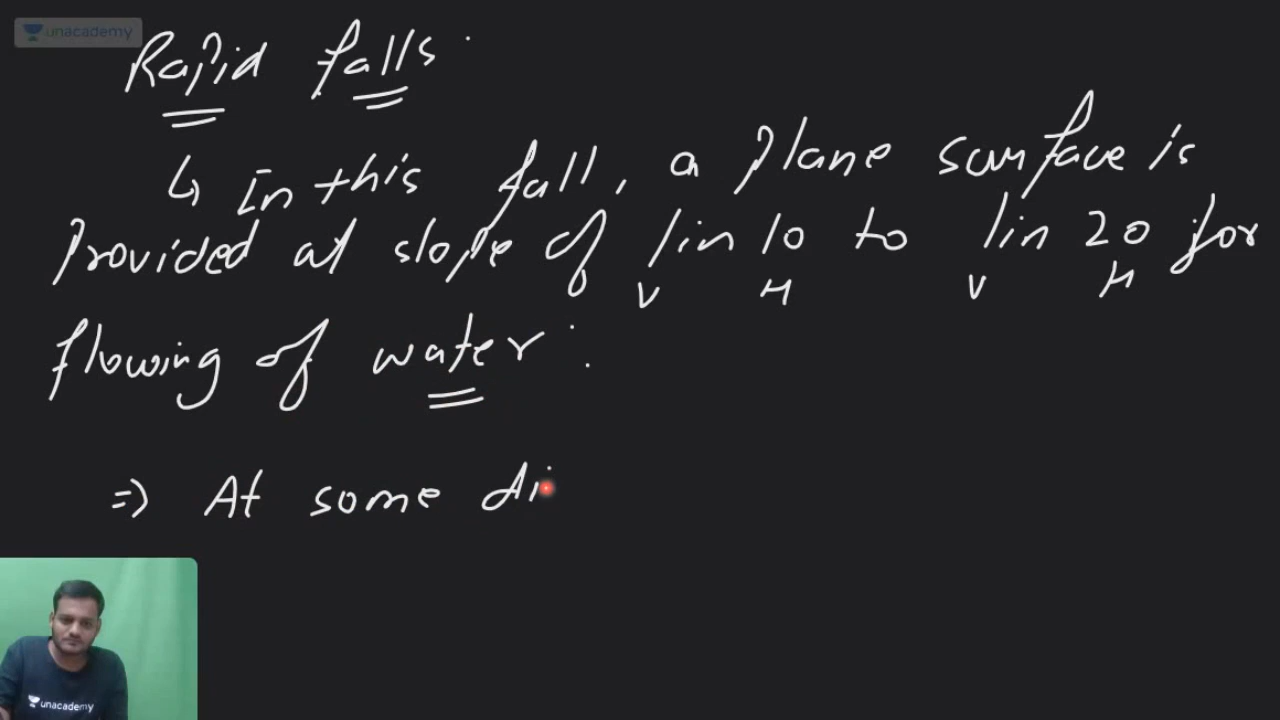 unacademy
Rapid falls:
↳ In this fall, a plane surface is
provided at slope of 1 in 10 to 1 in 20 for
V H V H
flowing of water:
=> At some di
unacademy